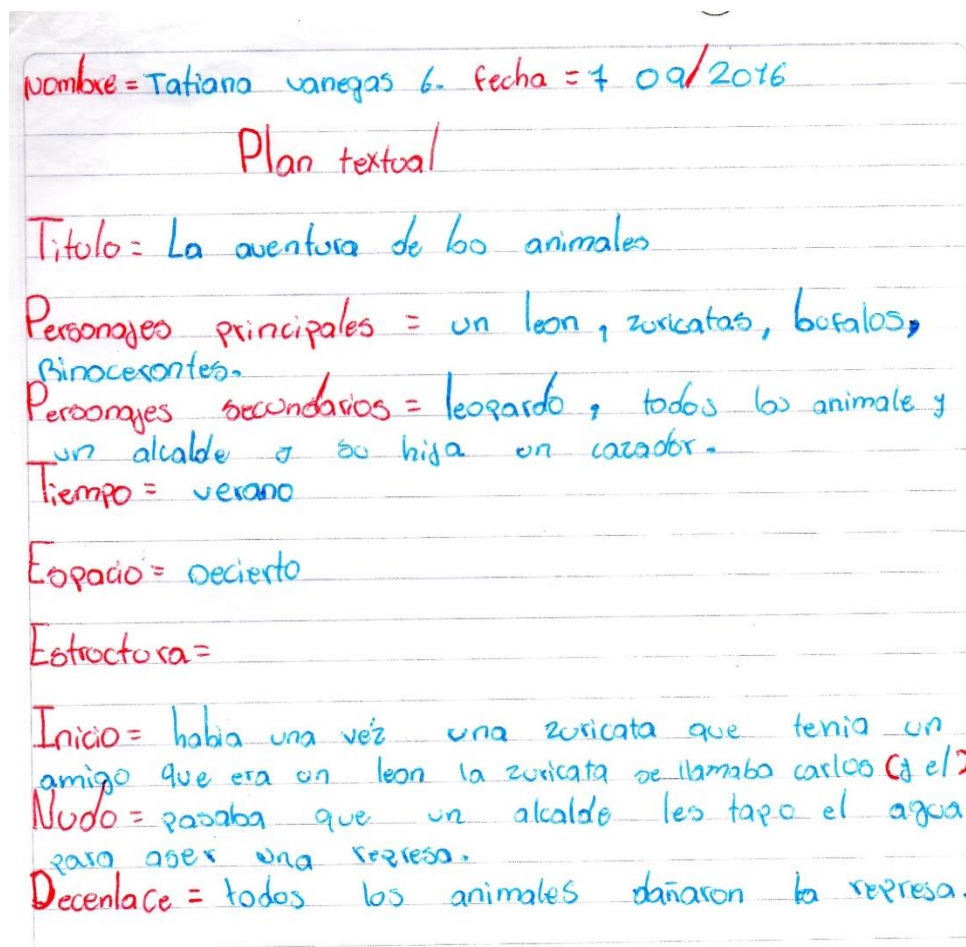 Nombre = Tatiana vanegas 6. fecha = 7 09/2016
Plan textual
Titulo = La aventura de los animales
Personajes principales = un leon, zuricatas, bufalos,
Rinocerontes.
Personajes secundarios = leopardo, todos los animale y
un alcalde y su hija un cazador.
Tiempo = verano
Espacio = decierto
Estructura =
Inicio = habia una vez una zuricata que tenia un
amigo que era un leon la zuricata se llamabo carlos (y el
Nudo = pasaba que un alcalde les tapo el agua
para aser una represa.
Decenlace = todos los animales dañaron la represa.